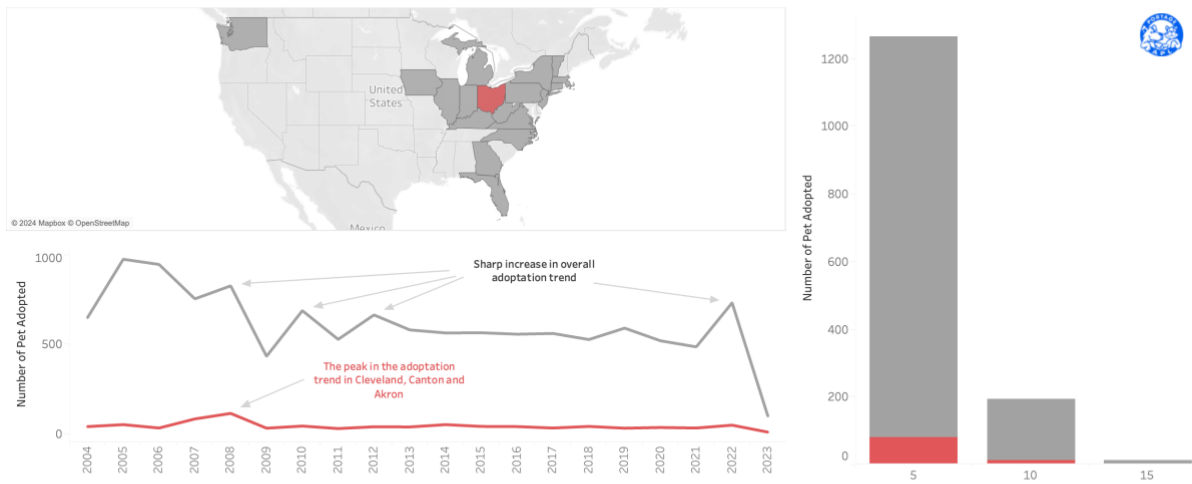 United
States
Mexico
© 2024 Mapbox © OpenStreetMap
Number of Pet Adopted
1000
500
0
Sharp increase in overall
adoptation trend
The peak in the adoptation
trend in Cleveland, Canton and
Akron
2004
2005
2006
2007
2008
2009
2010
2011
2012
2013
2014
2015
2016
2017
2018
2019
2020
2021
2022
2023
Number of Pet Adopted
1200
1000
800
600
400
200
0
5
10
15
PORTAGE
APL